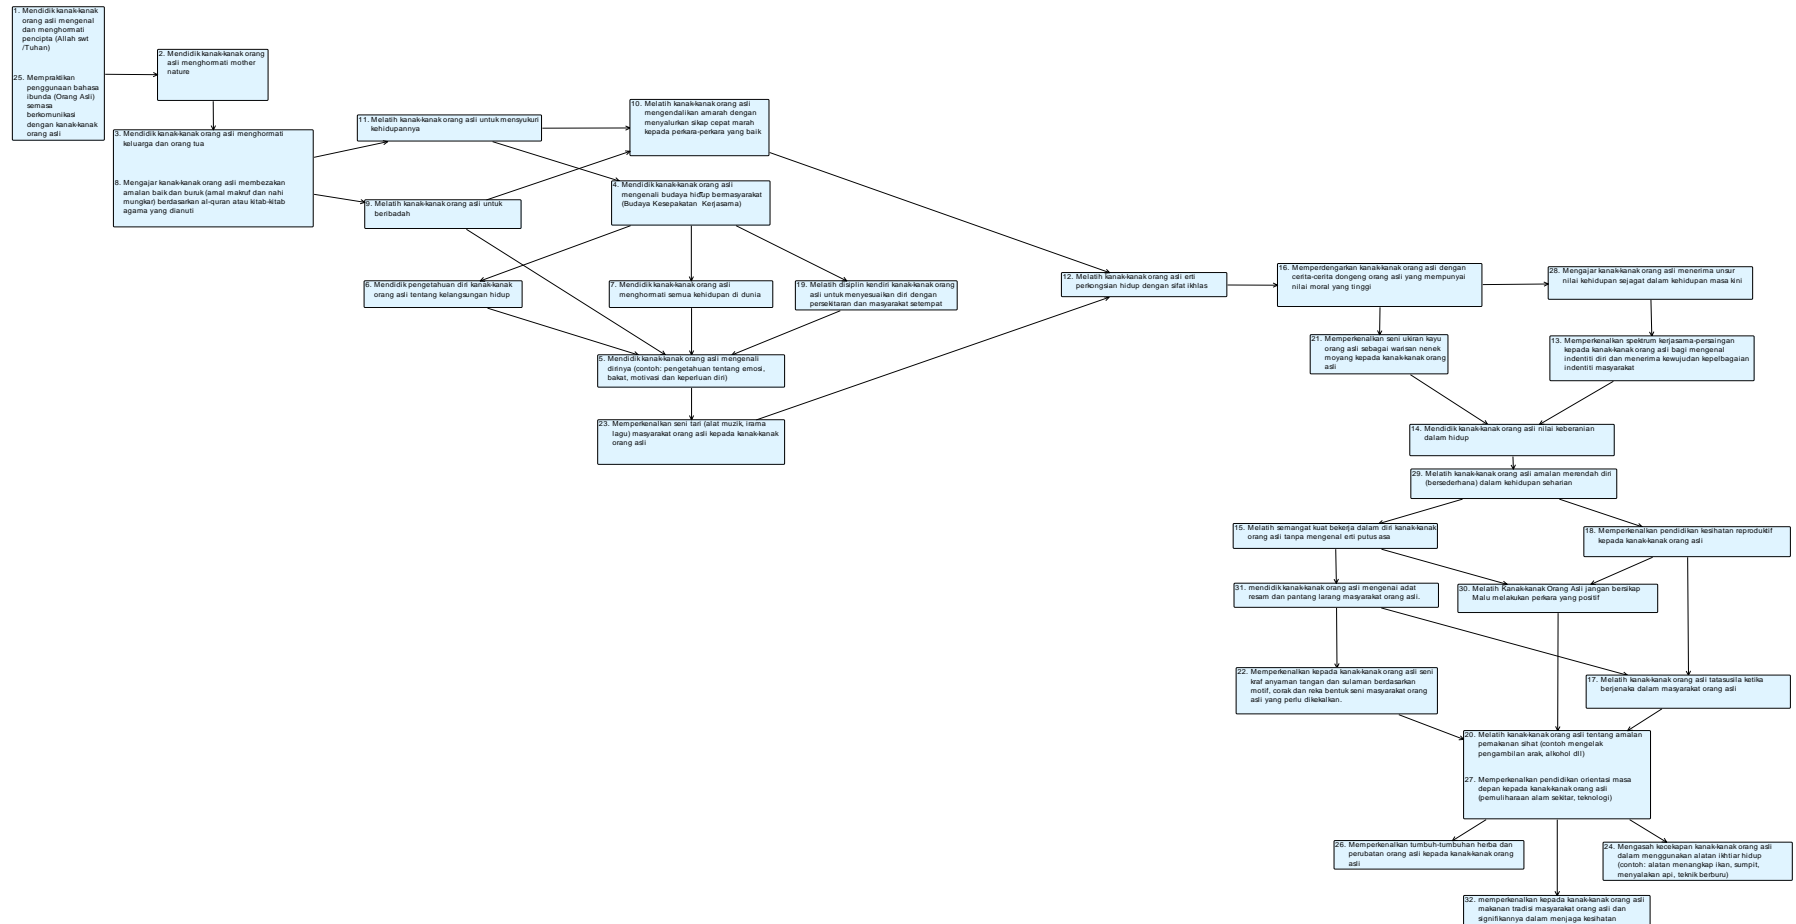 1. Mendidik kanak-kanak
orang asli mengenal
dan menghormati
pencipta (Allah swt
/Tuhan)
25. Mempraktikan
penggunaan bahasa
ibunda (Orang Asli)
semasa
berkomunikasi
dengan kanak-kanak
orang asli
2. Mendidik kanak-kanak orang
asli menghormati mother
nature
3. Mendidik kanak-kanak orang asli menghormati
keluarga dan orang tua
8. Mengajar kanak-kanak orang asli membezakan
amalan baik dan buruk (amal makruf dan nahi
mungkar) berdasarkan al-quran atau kitab-kitab
agama yang dianuti
11. Melatih kanak-kanak orang asli untuk mensyukuri
kehidupannya
9. Melatih kanak-kanak orang asli untuk
beribadah
10. Melatih kanak-kanak orang asli
mengendalikan amarah dengan
menyalurkan sikap cepat marah
kepada perkara-perkara yang baik
4. Mendidik kanak-kanak orang asli
mengenali budaya hidup bermasyarakat
(Budaya Kesepakatan Kerjasama)
6. Mendidik pengetahuan diri kanak-kanak
orang asli tentang kelangsungan hidup
7. Mendidik kanak-kanak orang asli
menghormati semua kehidupan di dunia
19. Melatih disiplin kendiri kanak-kanak orang
asli untuk menyesuaikan diri dengan
persekitaran dan masyarakat setempat
5. Mendidik kanak-kanak orang asli mengenali
dirinya (contoh: pengetahuan tentang emosi,
bakat, motivasi dan keperluan diri)
23. Memperkenalkan seni tari (alat muzik, irama
lagu) masyarakat orang asli kepada kanak-kanak
orang asli
12. Melatih kanak-kanak orang asli erti
perkongsian hidup dengan sifat ikhlas
16. Memperdengarkan kanak-kanak orang asli dengan
cerita-cerita dongeng orang asli yang mempunyai
nilai moral yang tinggi
28. Mengajar kanak-kanak orang asli menerima unsur
nilai kehidupan sejagat dalam kehidupan masa kini
21. Memperkenalkan seni ukiran kayu
orang asli sebagai warisan nenek
moyang kepada kanak-kanak orang
asli
13. Memperkenalkan spektrum kerjasama-persaingan
kepada kanak-kanak orang asli bagi mengenal
indentiti diri dan menerima kewujudan kepelbagaian
indentiti masyarakat
14. Mendidik kanak-kanak orang asli nilai keberanian
dalam hidup
29. Melatih kanak-kanak orang asli amalan merendah diri
(bersederhana) dalam kehidupan seharian
15. Melatih semangat kuat bekerja dalam diri kanak-kanak
orang asli tanpa mengenal erti putus asa
18. Memperkenalkan pendidikan kesihatan reproduktif
kepada kanak-kanak orang asli
31. mendidik kanak-kanak orang asli mengenai adat
resam dan pantang larang masyarakat orang asli.
30. Melatih Kanak-kanak Orang Asli jangan bersikap
Malu melakukan perkara yang positif
22. Memperkenalkan kepada kanak-kanak orang asli seni
kraf anyaman tangan dan sulaman berdasarkan
motif, corak dan reka bentuk seni masyarakat orang
asli yang perlu dikekalkan.
17. Melatih kanak-kanak orang asli tatasusila ketika
berjenaka dalam masyarakat orang asli
20. Melatih kanak-kanak orang asli tentang amalan
pemakanan sihat (contoh mengelak
pengambilan arak, alkohol dll)
27. Memperkenalkan pendidikan orientasi masa
depan kepada kanak-kanak orang asli
(pemuliharaan alam sekitar, teknologi)
26. Memperkenalkan tumbuh-tumbuhan herba dan
perubatan orang asli kepada kanak-kanak orang
asli
24. Mengasah kecekapan kanak-kanak orang asli
dalam menggunakan alatan ikhtiar hidup
(contoh: alatan menangkap ikan, sumpit,
menyalakan api, teknik berburu)
32. memperkenalkan kepada kanak-kanak orang asli
makanan tradisi masyarakat orang asli dan
signifikannya dalam menjaga kesihatan